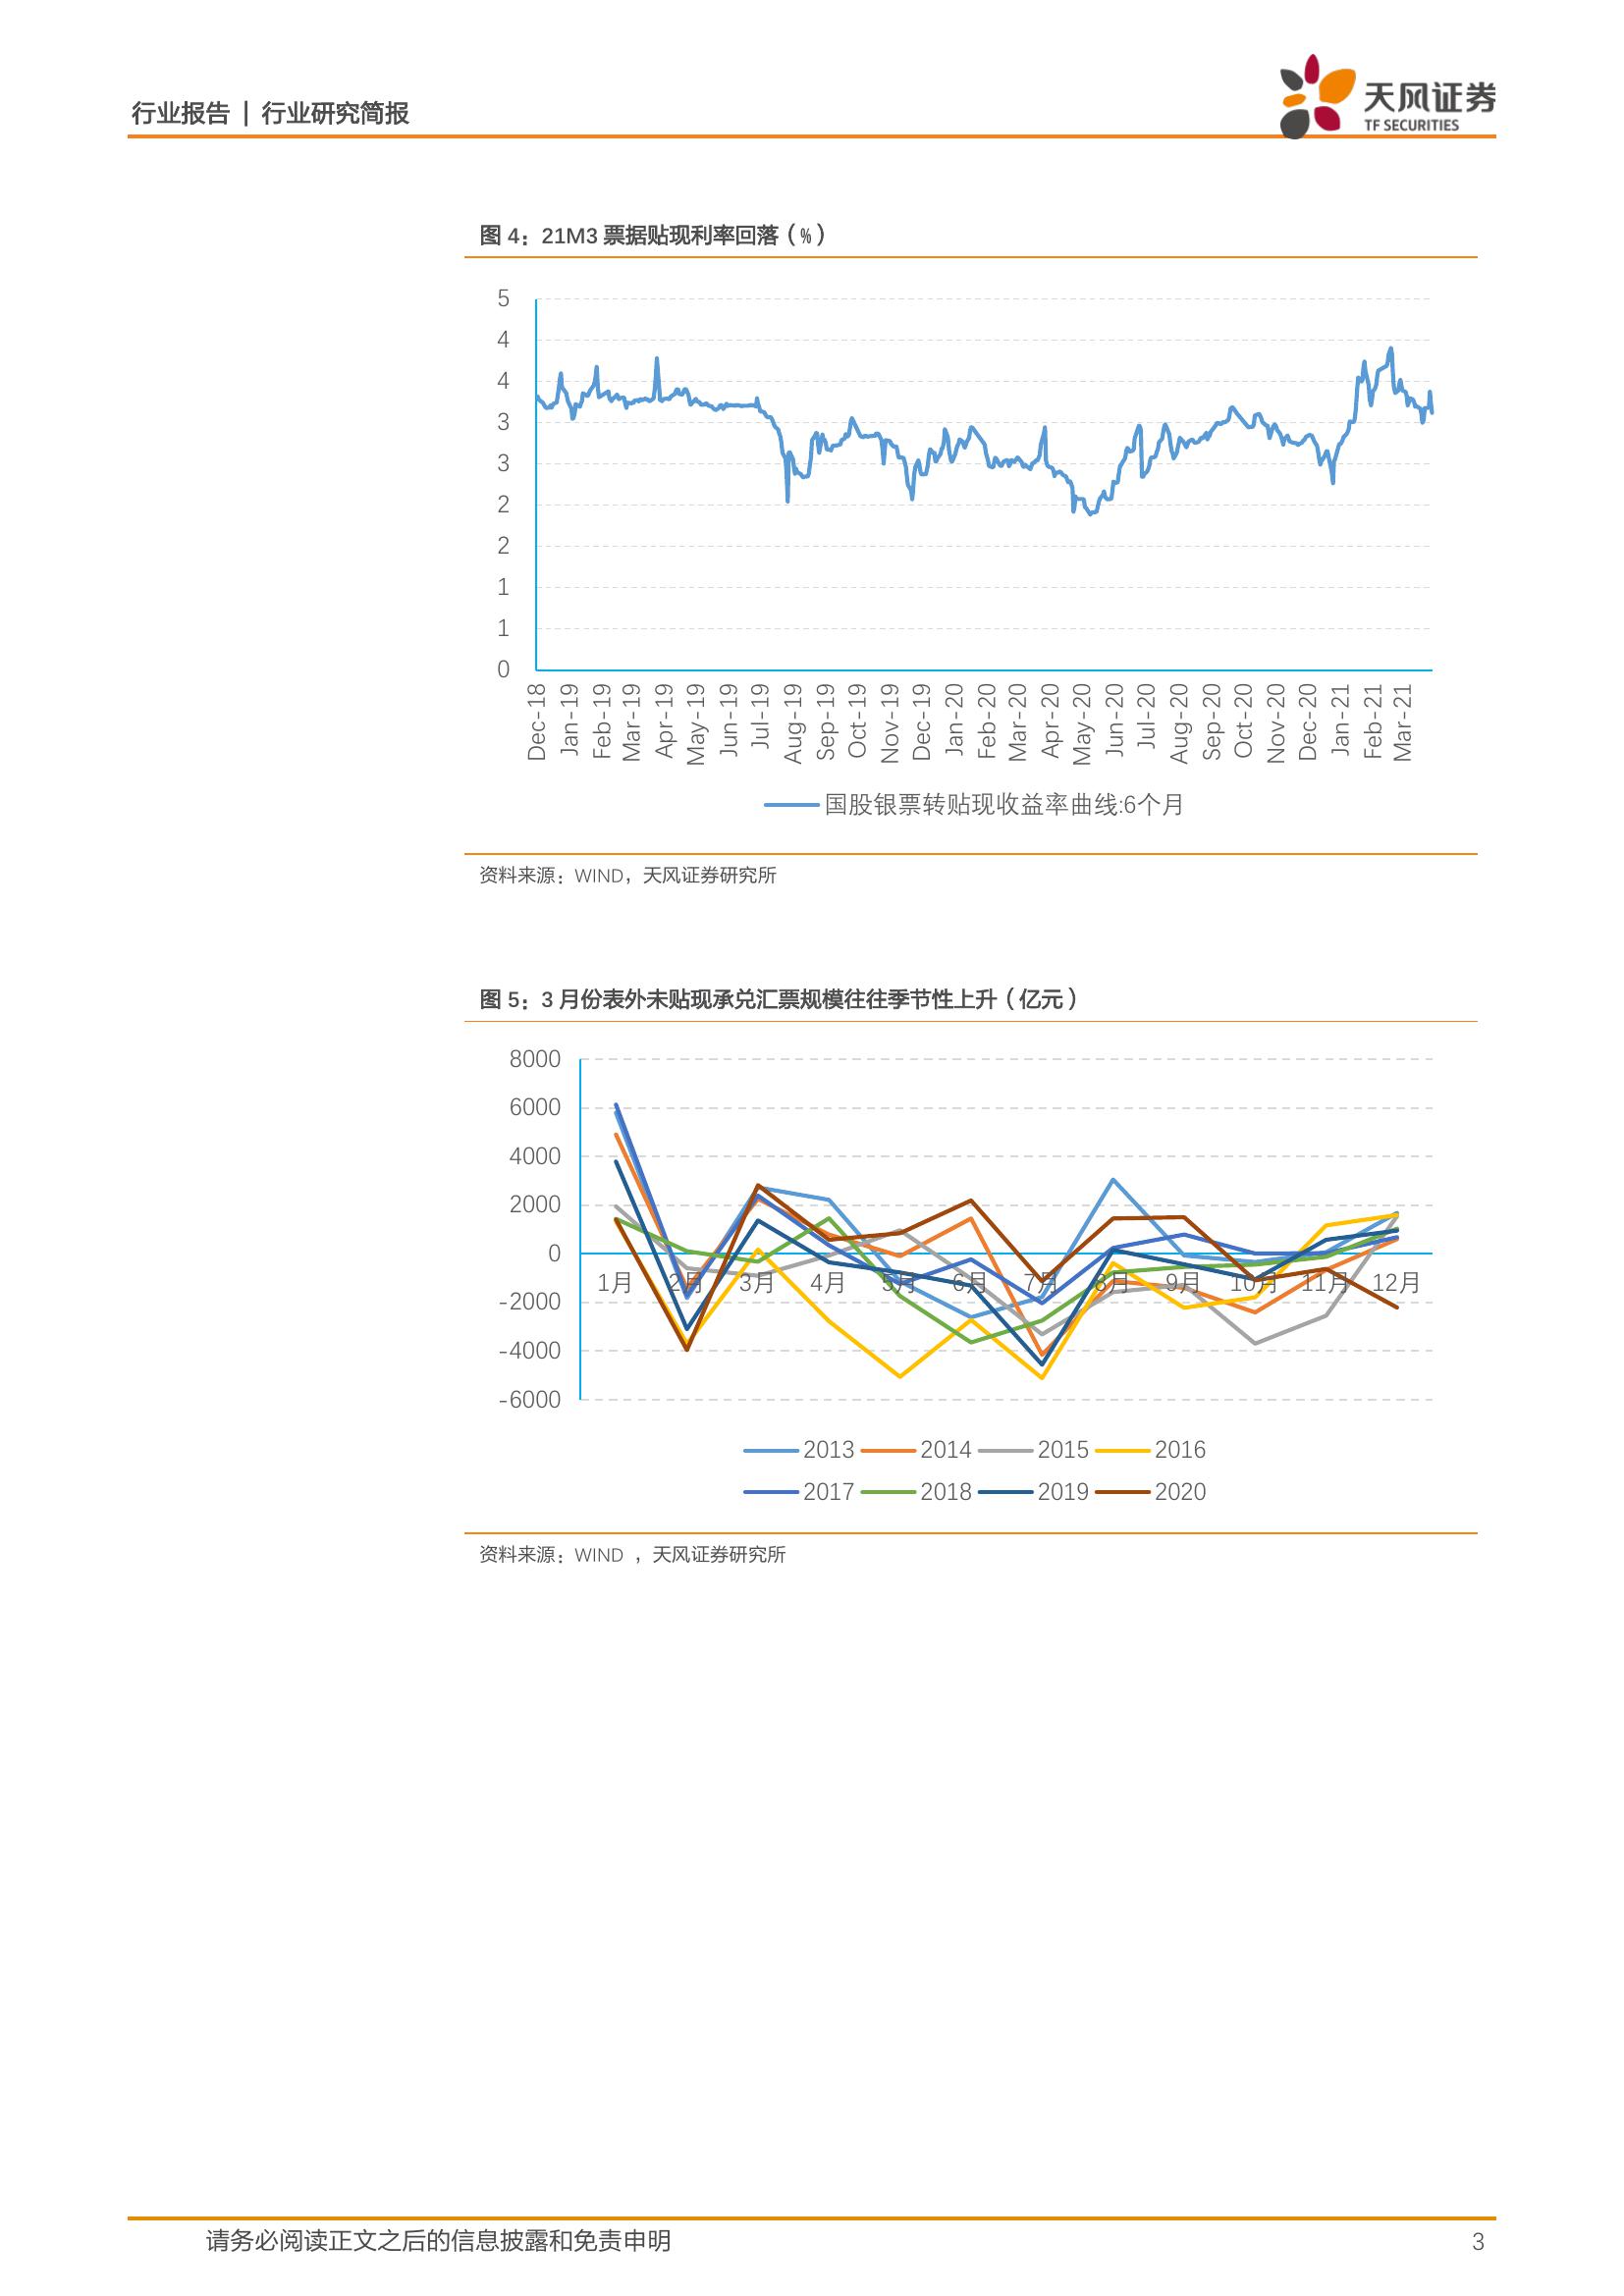 行业报告 | 行业研究简报
天风证券
TF SECURITIES
图 4：21M3 票据贴现利率回落（%）
5
4
4
3
3
2
2
1
1
0
Dec-18
Jan-19
Feb-19
Mar-19
Apr-19
May-19
Jun-19
Jul-19
Aug-19
Sep-19
Oct-19
Nov-19
Dec-19
Jan-20
Feb-20
Mar-20
Apr-20
May-20
Jun-20
Jul-20
Aug-20
Sep-20
Oct-20
Nov-20
Dec-20
Jan-21
Feb-21
Mar-21
国股银票转贴现收益率曲线:6个月
资料来源：WIND，天风证券研究所
图 5：3 月份表外未贴现承兑汇票规模往往季节性上升（亿元）
8000
6000
4000
2000
0
-2000
-4000
-6000
1月 2月 3月 4月 5月 6月 7月 8月 9月 10月 11月 12月
2013 2014 2015 2016
2017 2018 2019 2020
资料来源：WIND ，天风证券研究所
请务必阅读正文之后的信息披露和免责申明 3